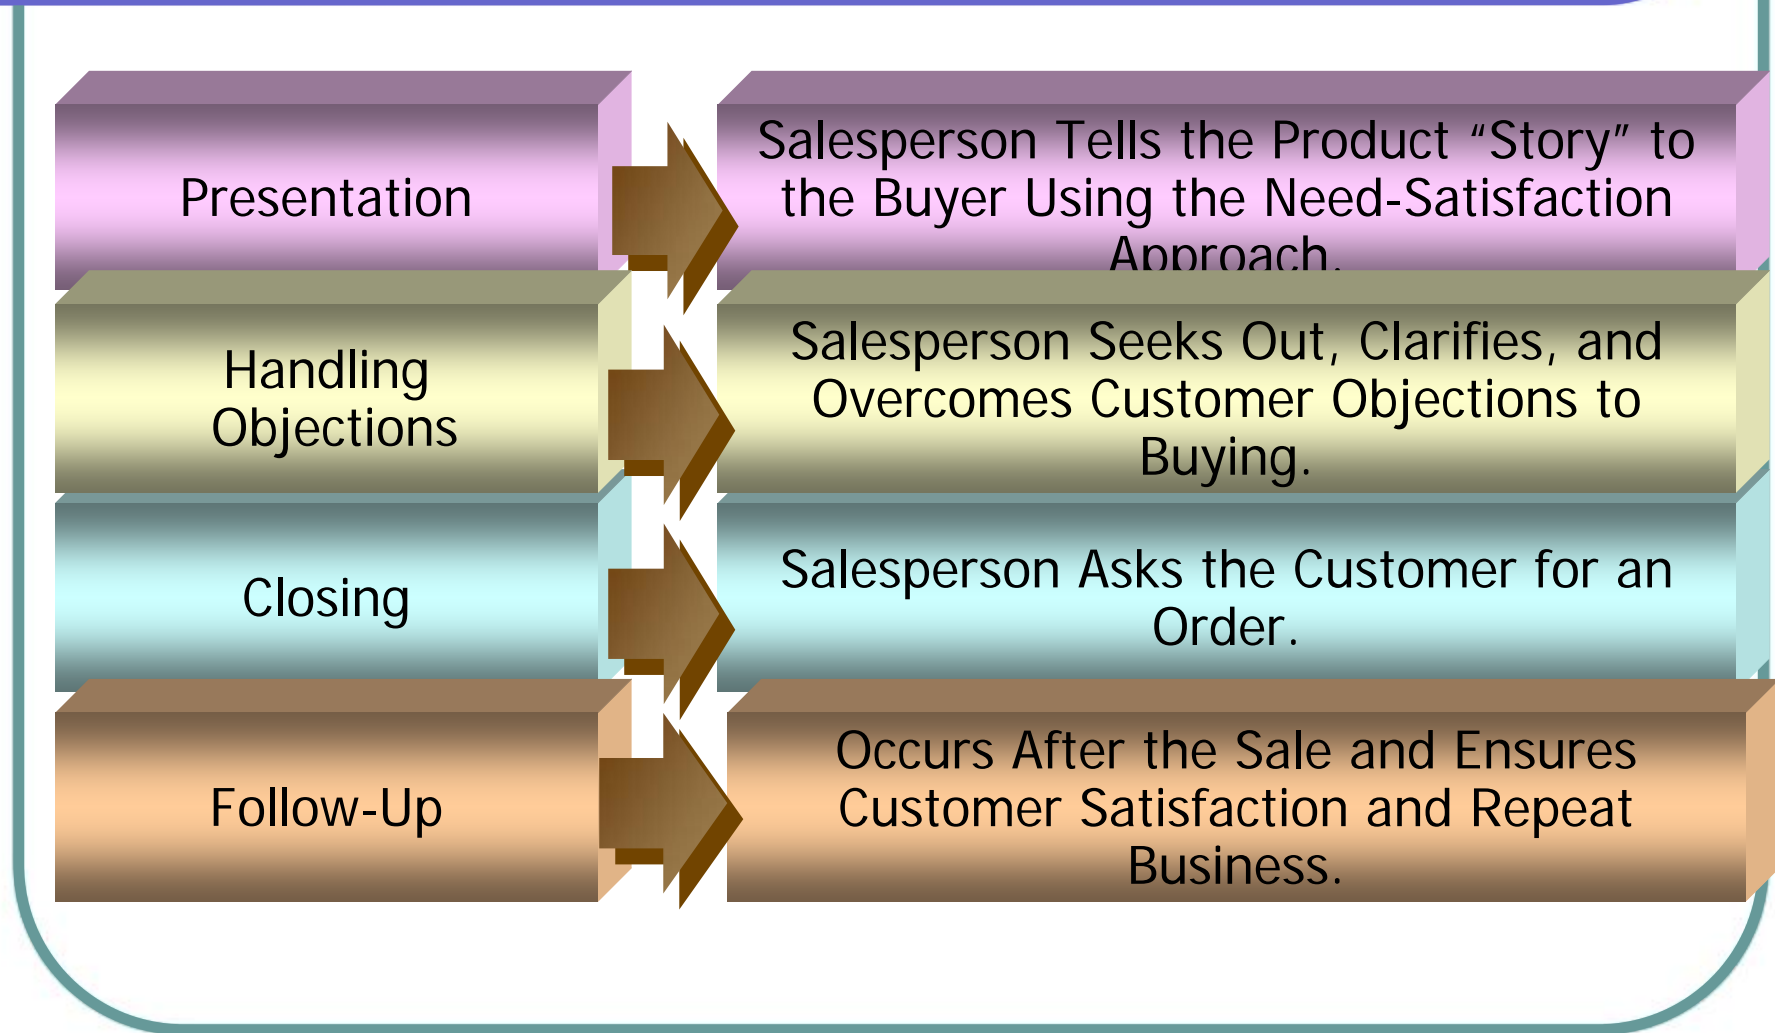 Presentation
Salesperson Tells the Product “Story” to
the Buyer Using the Need-Satisfaction
Approach.
Handling
Objections
Salesperson Seeks Out, Clarifies, and
Overcomes Customer Objections to
Buying.
Closing
Salesperson Asks the Customer for an
Order.
Follow-Up
Occurs After the Sale and Ensures
Customer Satisfaction and Repeat
Business.